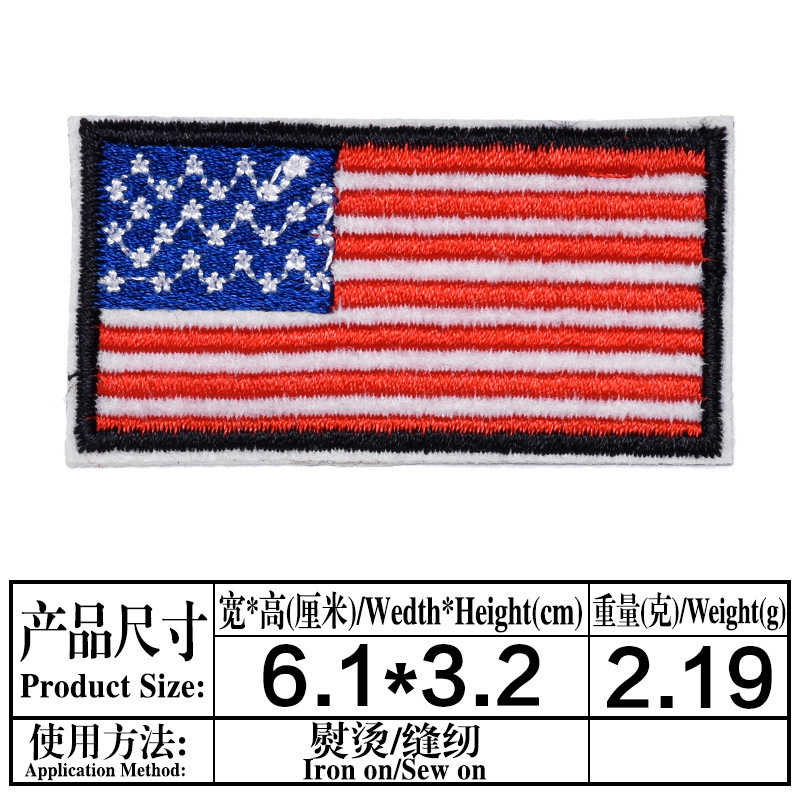 产品尺寸
Product Size:
宽*高(厘米)/Wedth*Height(cm)
6.1*3.2
重量(克)/Weight(g)
2.19
使用方法:
Application Method:
熨烫/缝纫
Iron on/Sew on